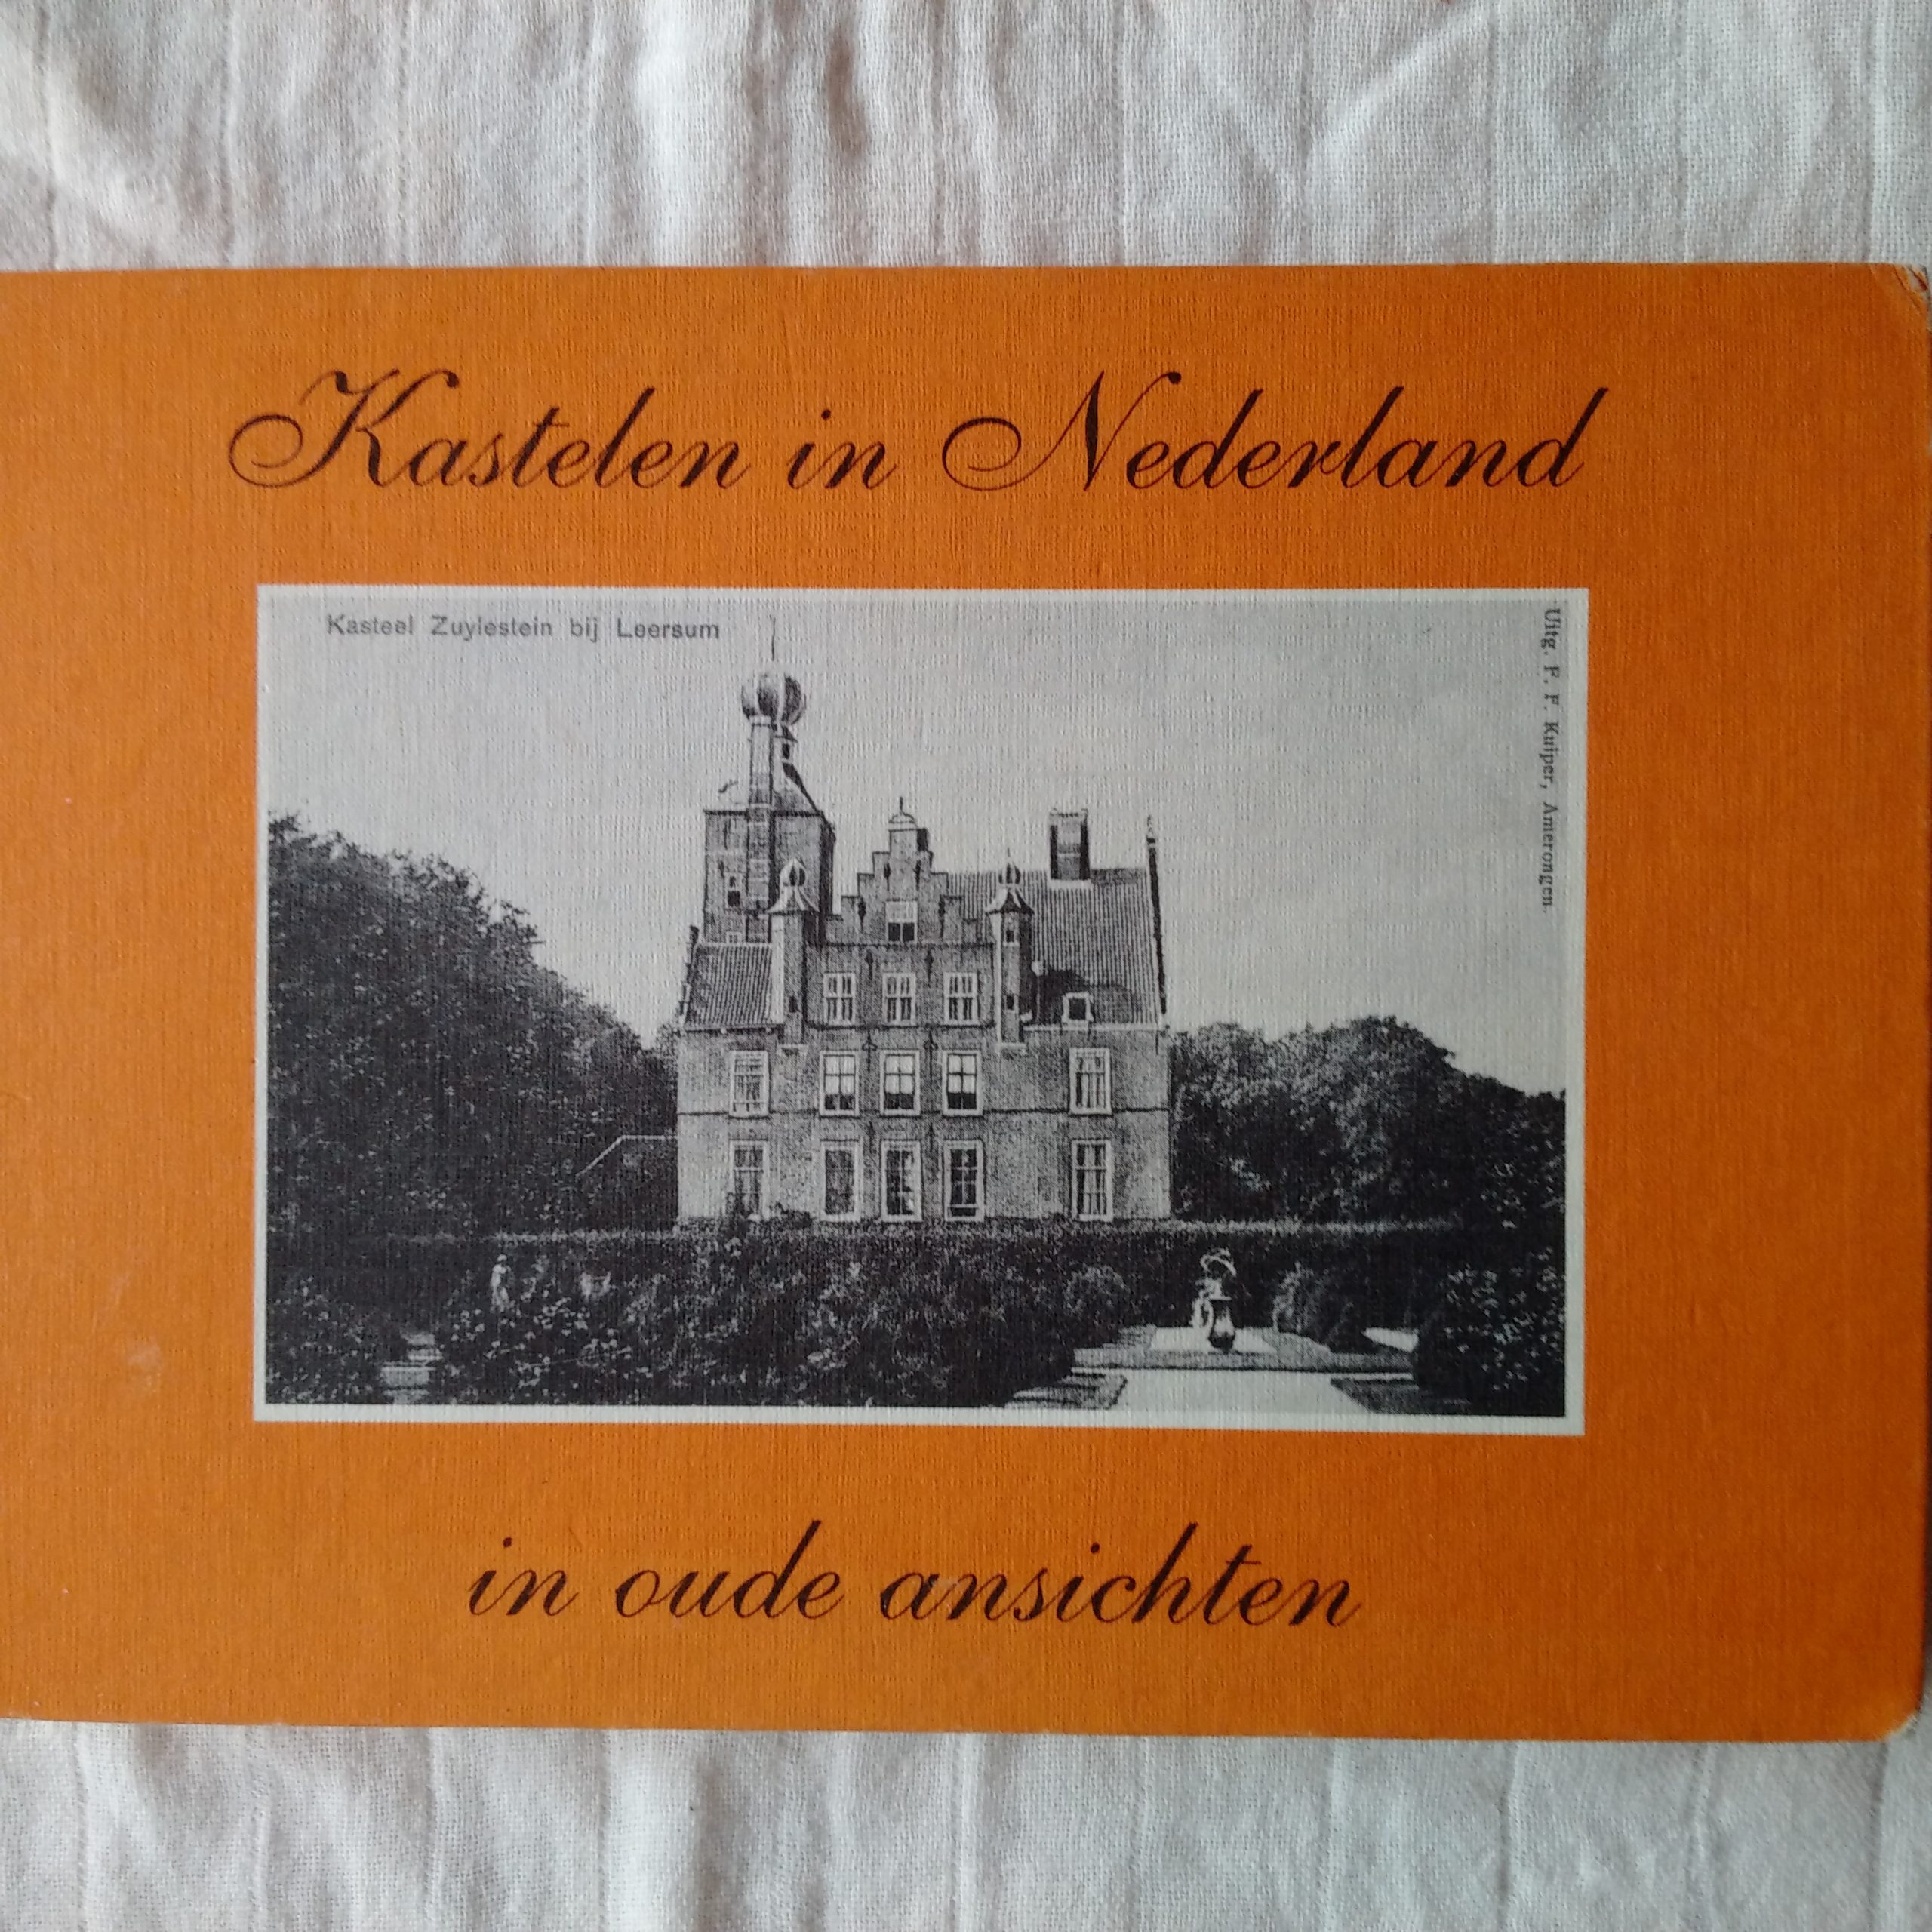 Kastelen in Nederland
Kasteel Zuylestein bij Leersum
Uitg. F. F. Kuiper, Amerongen.
in oude ansichten